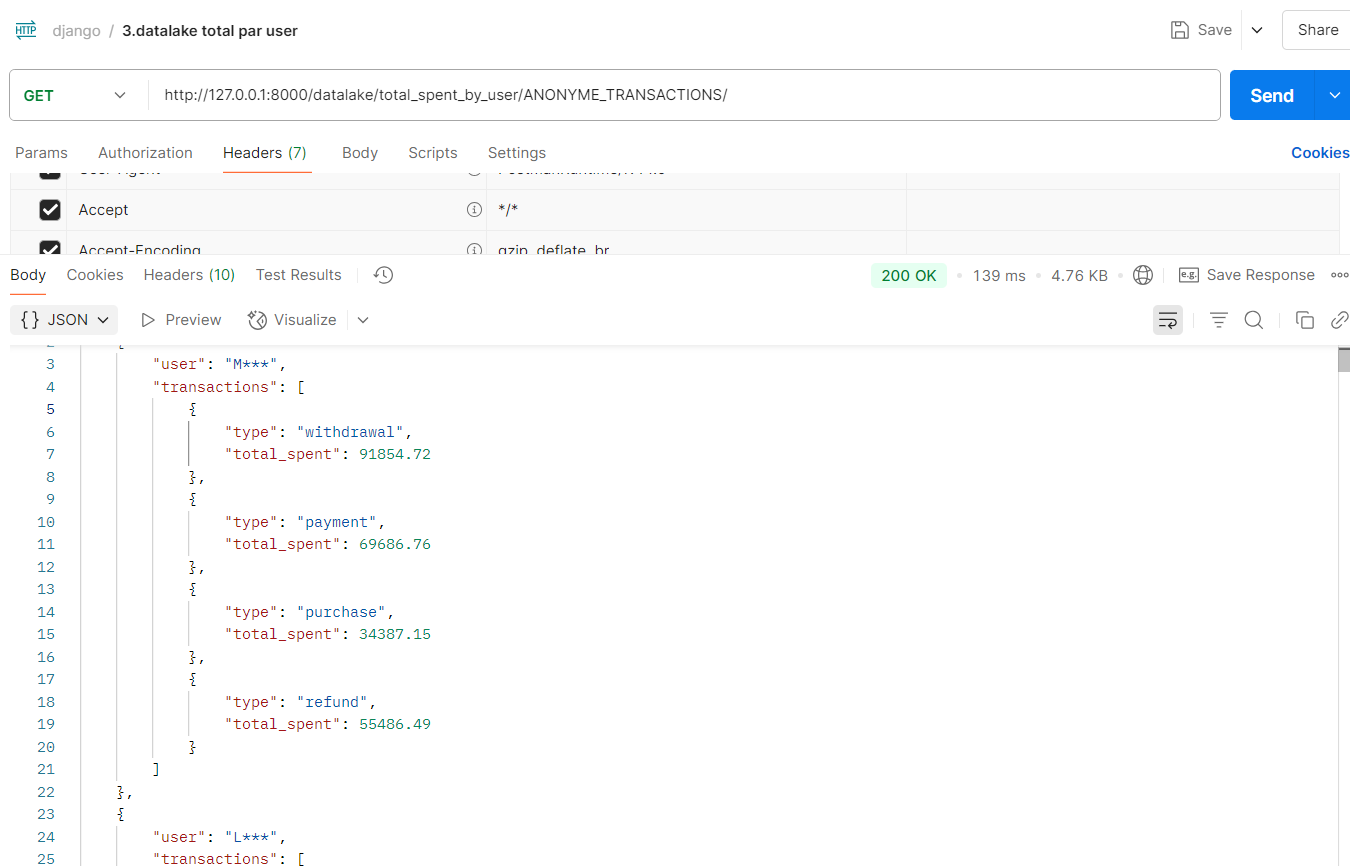 HTTP django / 3.datalake total par user Save Share
GET http://127.0.0.1:8000/datalake/total_spent_by_user/ANONYME_TRANSACTIONS/ Send
Params Authorization Headers (7) Body Scripts Settings Cookies
Accept */*
Accept-Encoding gzip, deflate, br
Body Cookies Headers (10) Test Results 200 OK 139 ms 4.76 KB e.g. Save Response
{} JSON Preview Visualize
3 "user": "M***",
4 "transactions": [
5 {
6 "type": "withdrawal",
7 "total_spent": 91854.72
8 },
9 {
10 "type": "payment",
11 "total_spent": 69686.76
12 },
13 {
14 "type": "purchase",
15 "total_spent": 34387.15
16 },
17 {
18 "type": "refund",
19 "total_spent": 55486.49
20 }
21 ]
22 },
23 {
24 "user": "L***",
25 "transactions": [